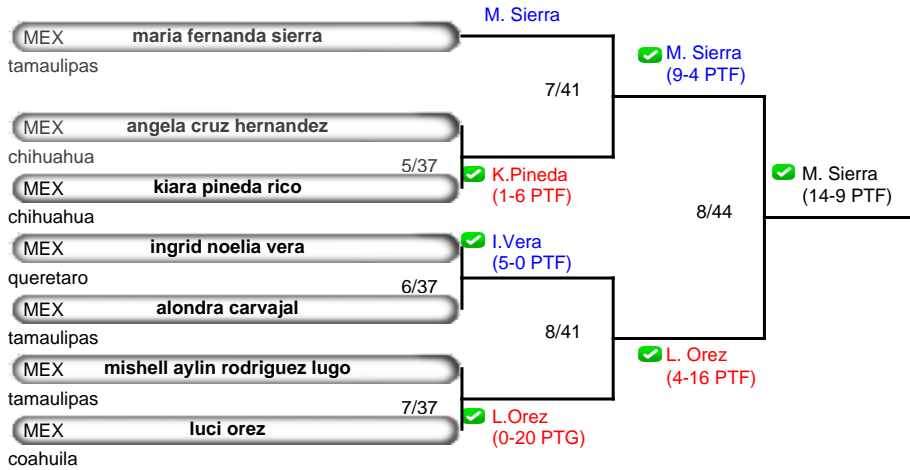 M. Sierra
MEX maria fernanda sierra
tamaulipas
M. Sierra
(9-4 PTF)
7/41
MEX angela cruz hernandez
chihuahua
5/37
MEX kiara pineda rico
chihuahua
K.Pineda
(1-6 PTF)
M. Sierra
(14-9 PTF)
8/44
MEX ingrid noelia vera
queretaro
I.Vera
(5-0 PTF)
6/37
MEX alondra carvajal
tamaulipas
8/41
MEX mishell aylin rodriguez lugo
tamaulipas
L. Orez
(4-16 PTF)
7/37
MEX luci orez
coahuila
L.Orez
(0-20 PTG)